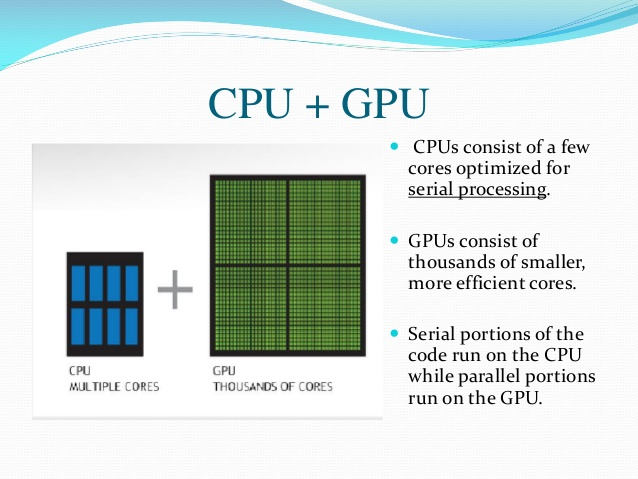 CPU + GPU
CPUs consist of a few
cores optimized for
serial processing.
GPUs consist of
thousands of smaller,
more efficient cores.
Serial portions of the
code run on the CPU
while parallel portions
run on the GPU.
CPU
MULTIPLE CORES
GPU
THOUSANDS OF CORES